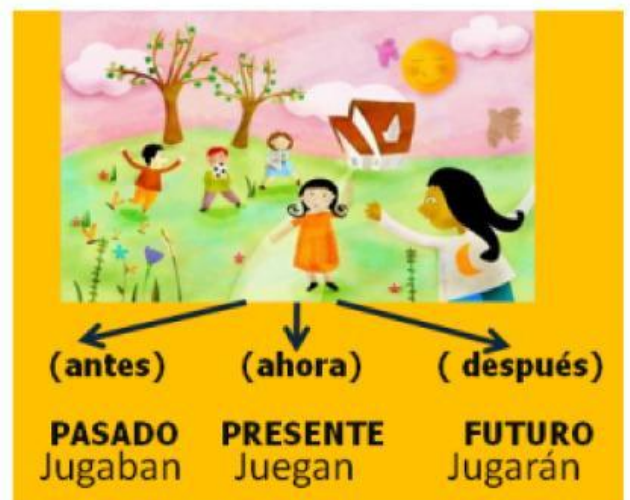 (antes) (ahora) ( después)
PASADO PRESENTE FUTURO
Jugaban Juegan Jugarán